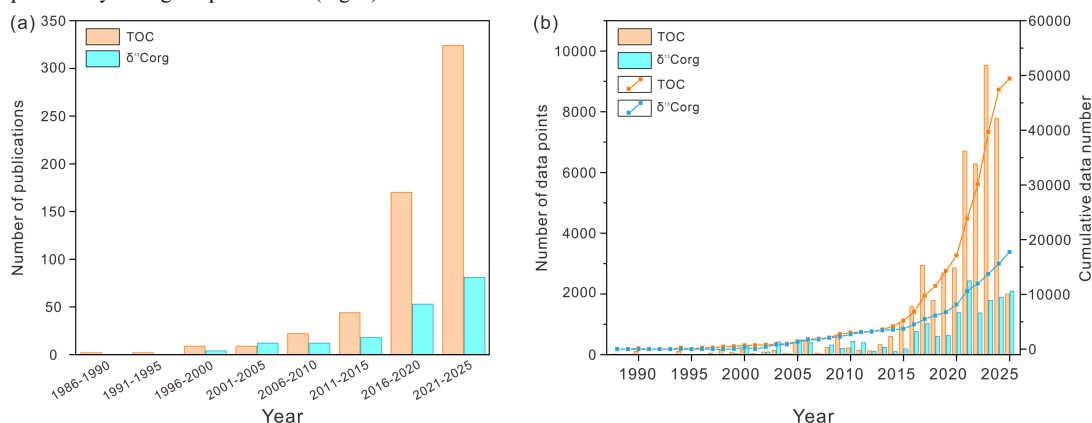 (a)
350
300
250
200
150
100
50
0
Number of publications
TOC
δ¹³Corg
1986-1990
1991-1995
1996-2000
2001-2005
2006-2010
2011-2015
2016-2020
2021-2025
Year
(b)
10000
8000
6000
4000
2000
0
Number of data points
TOC
δ¹³Corg
TOC
δ¹³Corg
60000
50000
40000
30000
20000
10000
0
Cumulative data number
1990
1995
2000
2005
2010
2015
2020
2025
Year